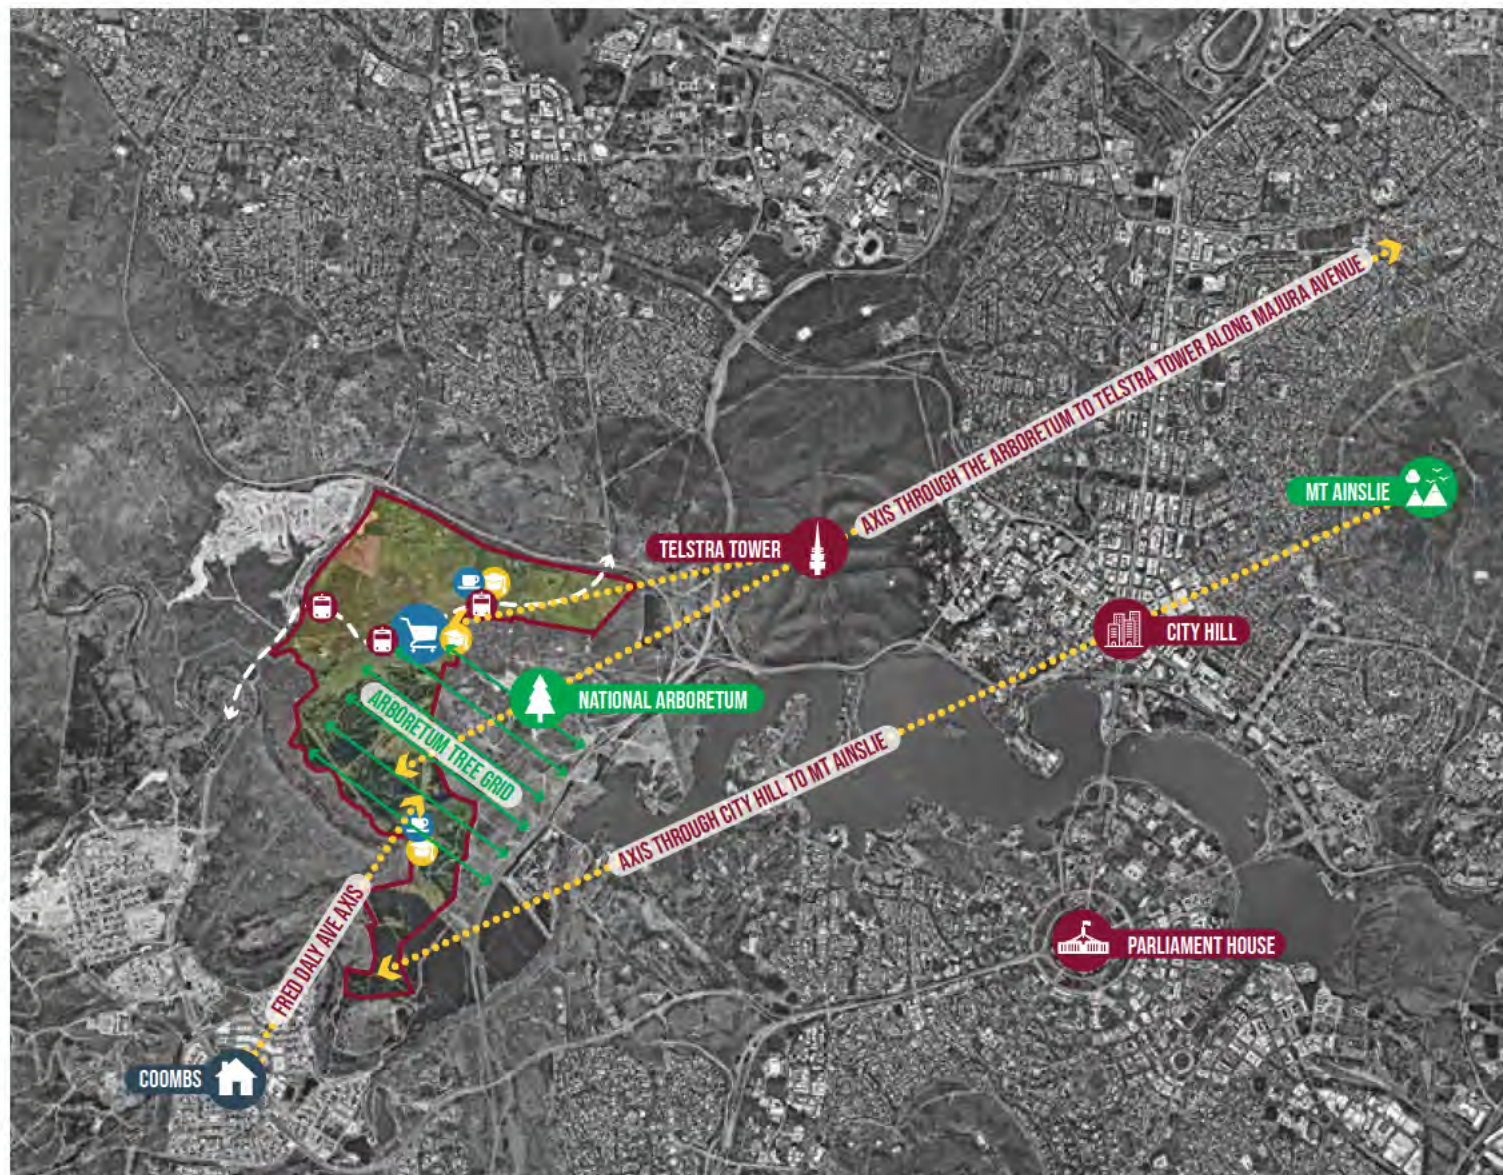 AXIS THROUGH THE ARBORETUM TO TELSTRA TOWER ALONG MAJURA AVENUE
MT AINSLIE
TELSTRA TOWER
CITY HILL
NATIONAL ARBORETUM
ARBORETUM TREE GRID
AXIS THROUGH CITY HILL TO MT AINSLIE
FRED DALY AVE AXIS
PARLIAMENT HOUSE
COOMBS